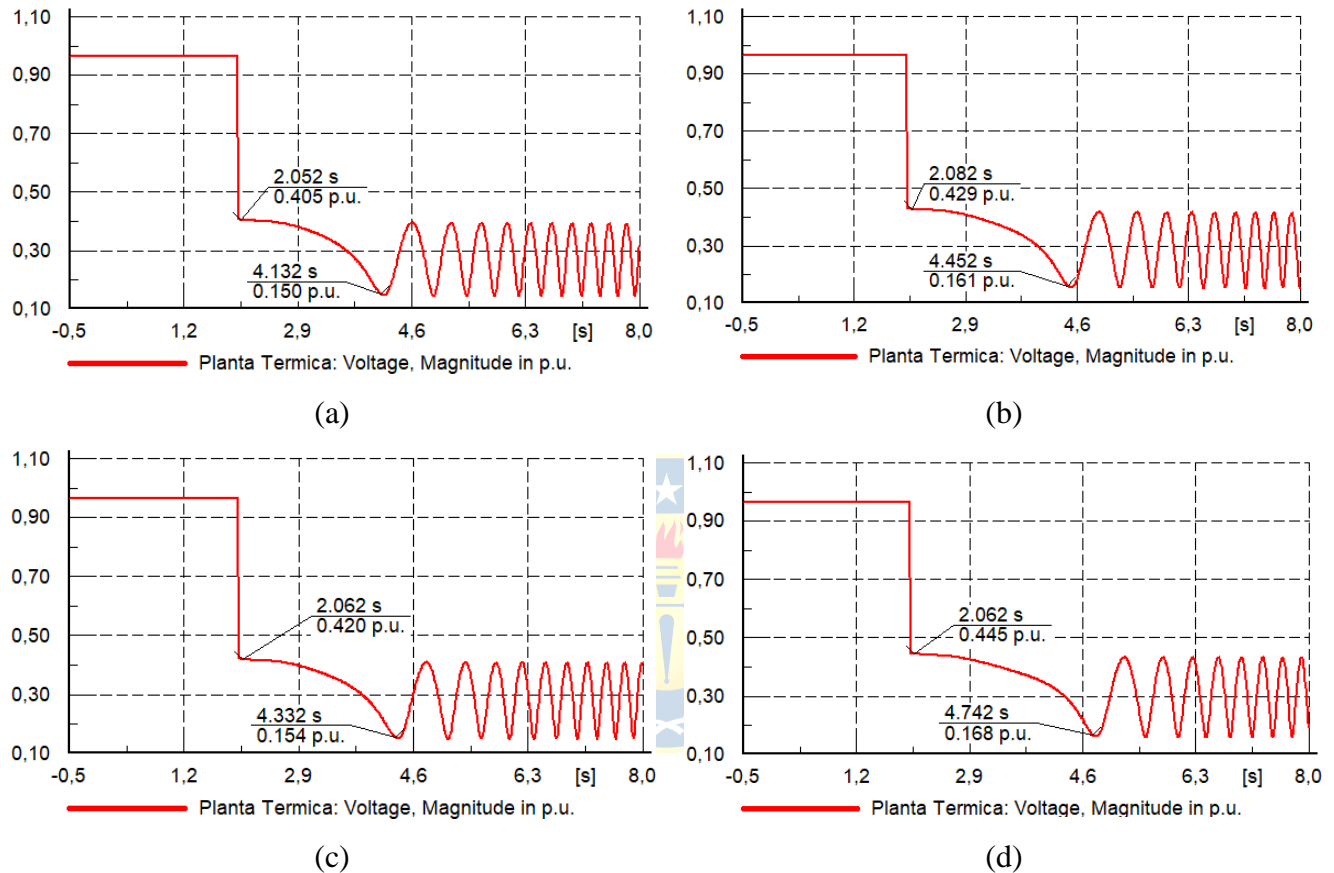 1,10
0,90
0,70
0,50
0,30
0,10
2.052 s
0.405 p.u.
4.132 s
0.150 p.u.
-0,5 1,2 2,9 4,6 6,3 [s] 8,0
Planta Termica: Voltage, Magnitude in p.u.
(a)
1,10
0,90
0,70
0,50
0,30
0,10
2.082 s
0.429 p.u.
4.452 s
0.161 p.u.
-0,5 1,2 2,9 4,6 6,3 [s] 8,0
Planta Termica: Voltage, Magnitude in p.u.
(b)
1,10
0,90
0,70
0,50
0,30
0,10
2.062 s
0.420 p.u.
4.332 s
0.154 p.u.
-0,5 1,2 2,9 4,6 6,3 [s] 8,0
Planta Termica: Voltage, Magnitude in p.u.
(c)
1,10
0,90
0,70
0,50
0,30
0,10
2.062 s
0.445 p.u.
4.742 s
0.168 p.u.
-0,5 1,2 2,9 4,6 6,3 [s] 8,0
Planta Termica: Voltage, Magnitude in p.u.
(d)